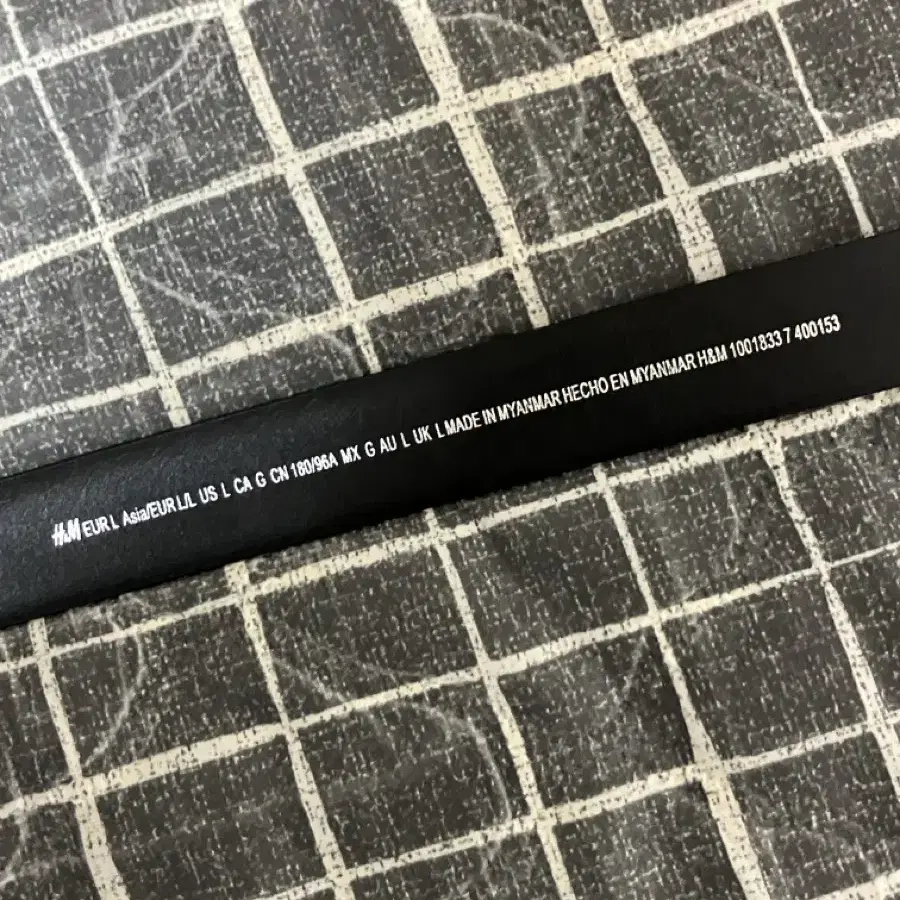 H&M EUR L Asia/EUR L/L US L CA G CN 180/96A MX G AU L UK L MADE IN MYANMAR HECHO EN MYANMAR H&M 1001833 7 400153